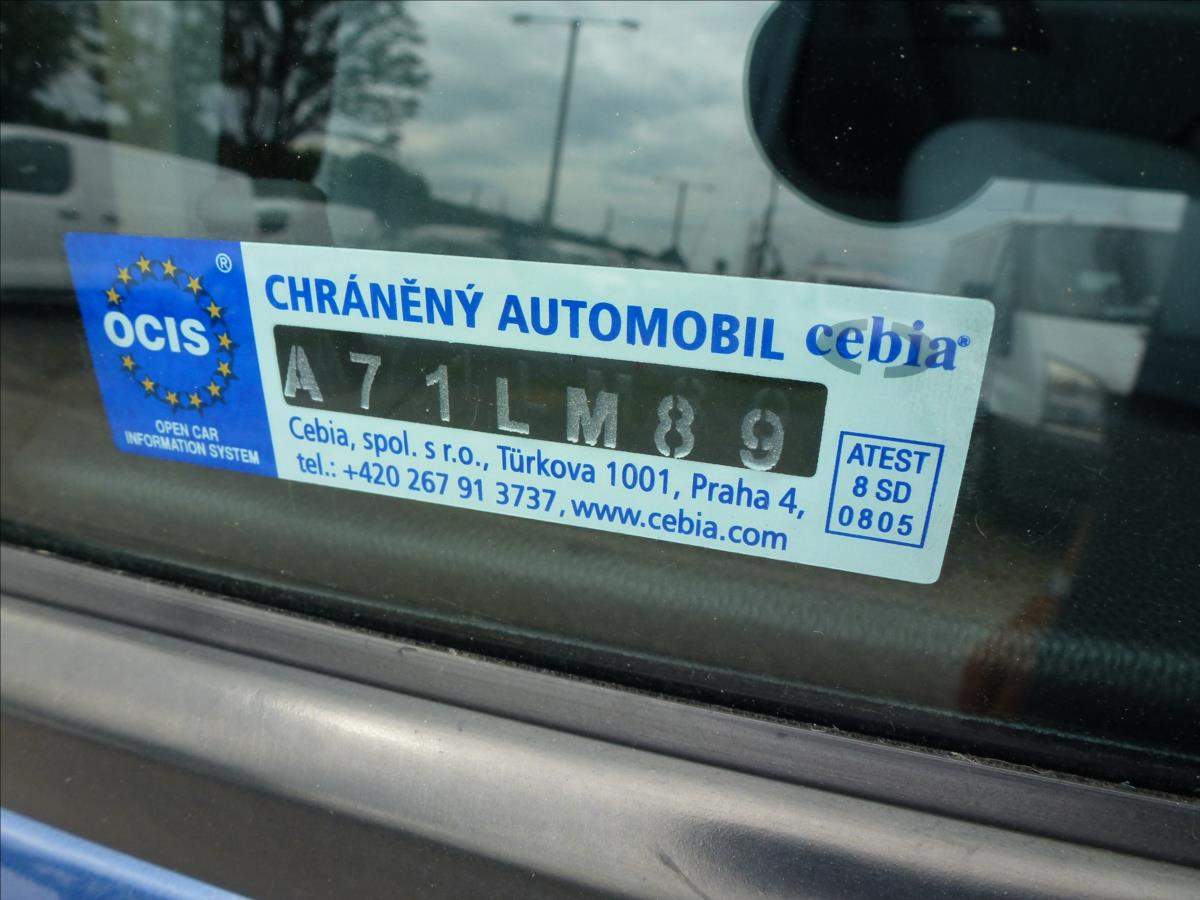 OCIS ®
OPEN CAR
INFORMATION SYSTEM
CHRÁNĚNÝ AUTOMOBIL cebia®
A71LM89
Cebia, spol. s r.o., Türkova 1001, Praha 4,
tel.: +420 267 91 3737, www.cebia.com
ATEST
8 SD
0805